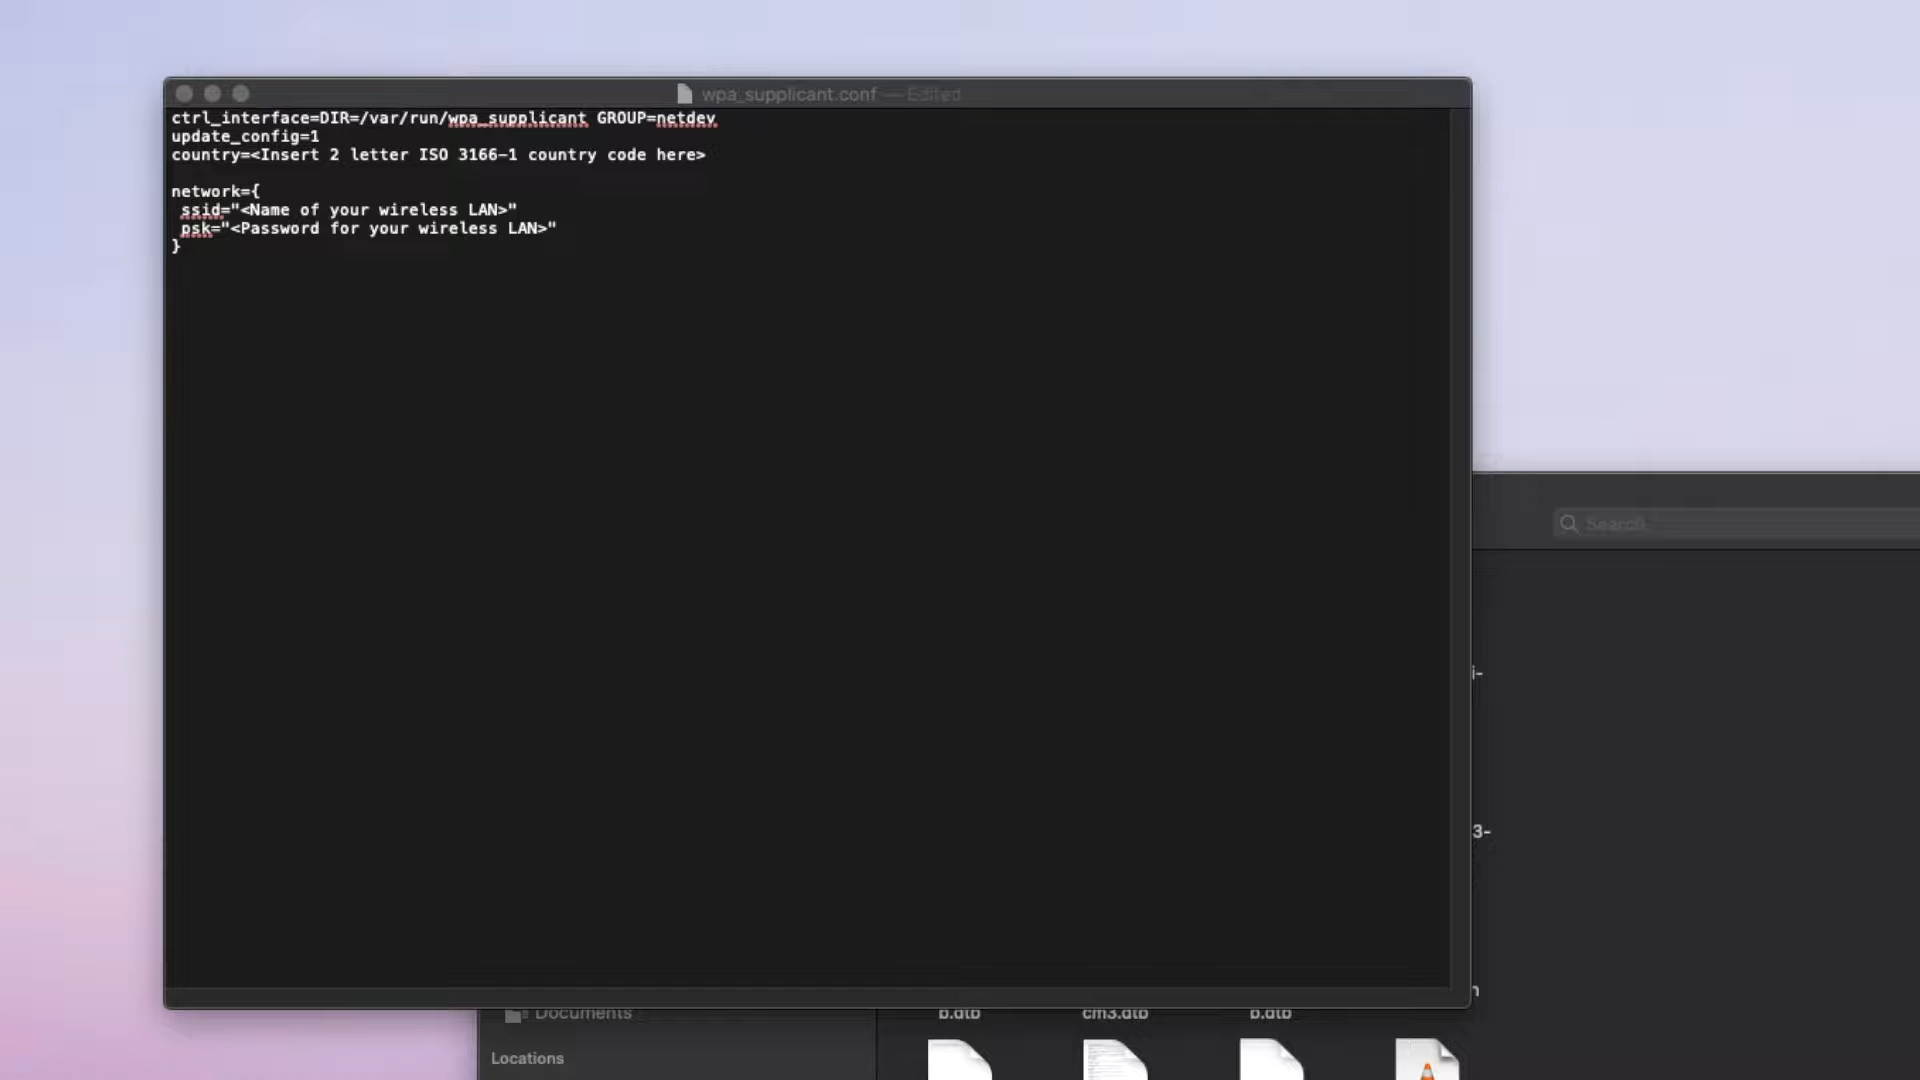 wpa_supplicant.conf — Edited
ctrl_interface=DIR=/var/run/wpa_supplicant GROUP=netdev
update_config=1
country=<Insert 2 letter ISO 3166-1 country code here>
network={
ssid="<Name of your wireless LAN>"
psk="<Password for your wireless LAN>"
}
Search
i-
3-
Documents
b.dtb
cm3.dtb
b.dtb
Locations